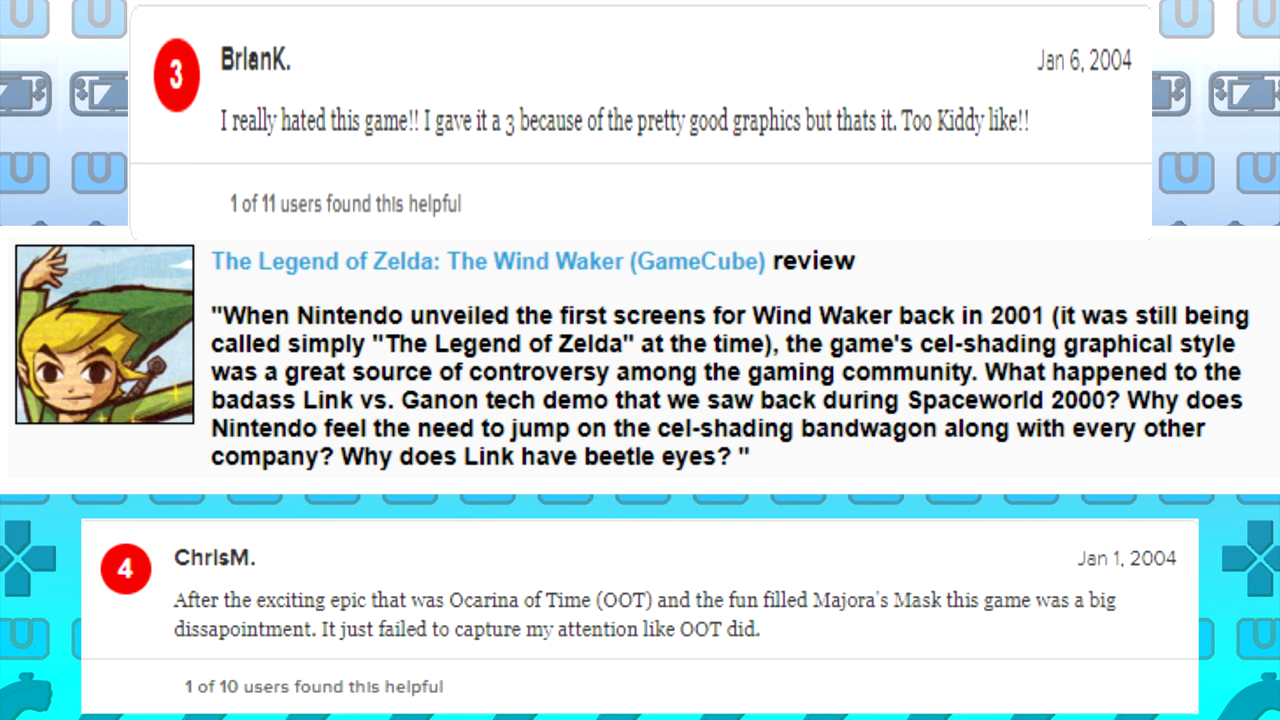 3
BrianK.
Jan 6, 2004
I really hated this game!! I gave it a 3 because of the pretty good graphics but thats it. Too Kiddy like!!
1 of 11 users found this helpful
The Legend of Zelda: The Wind Waker (GameCube) review
"When Nintendo unveiled the first screens for Wind Waker back in 2001 (it was still being
called simply "The Legend of Zelda" at the time), the game's cel-shading graphical style
was a great source of controversy among the gaming community. What happened to the
badass Link vs. Ganon tech demo that we saw back during Spaceworld 2000? Why does
Nintendo feel the need to jump on the cel-shading bandwagon along with every other
company? Why does Link have beetle eyes? "
4
ChrisM.
Jan 1, 2004
After the exciting epic that was Ocarina of Time (OOT) and the fun filled Majora's Mask this game was a big
dissapointment. It just failed to capture my attention like OOT did.
1 of 10 users found this helpful